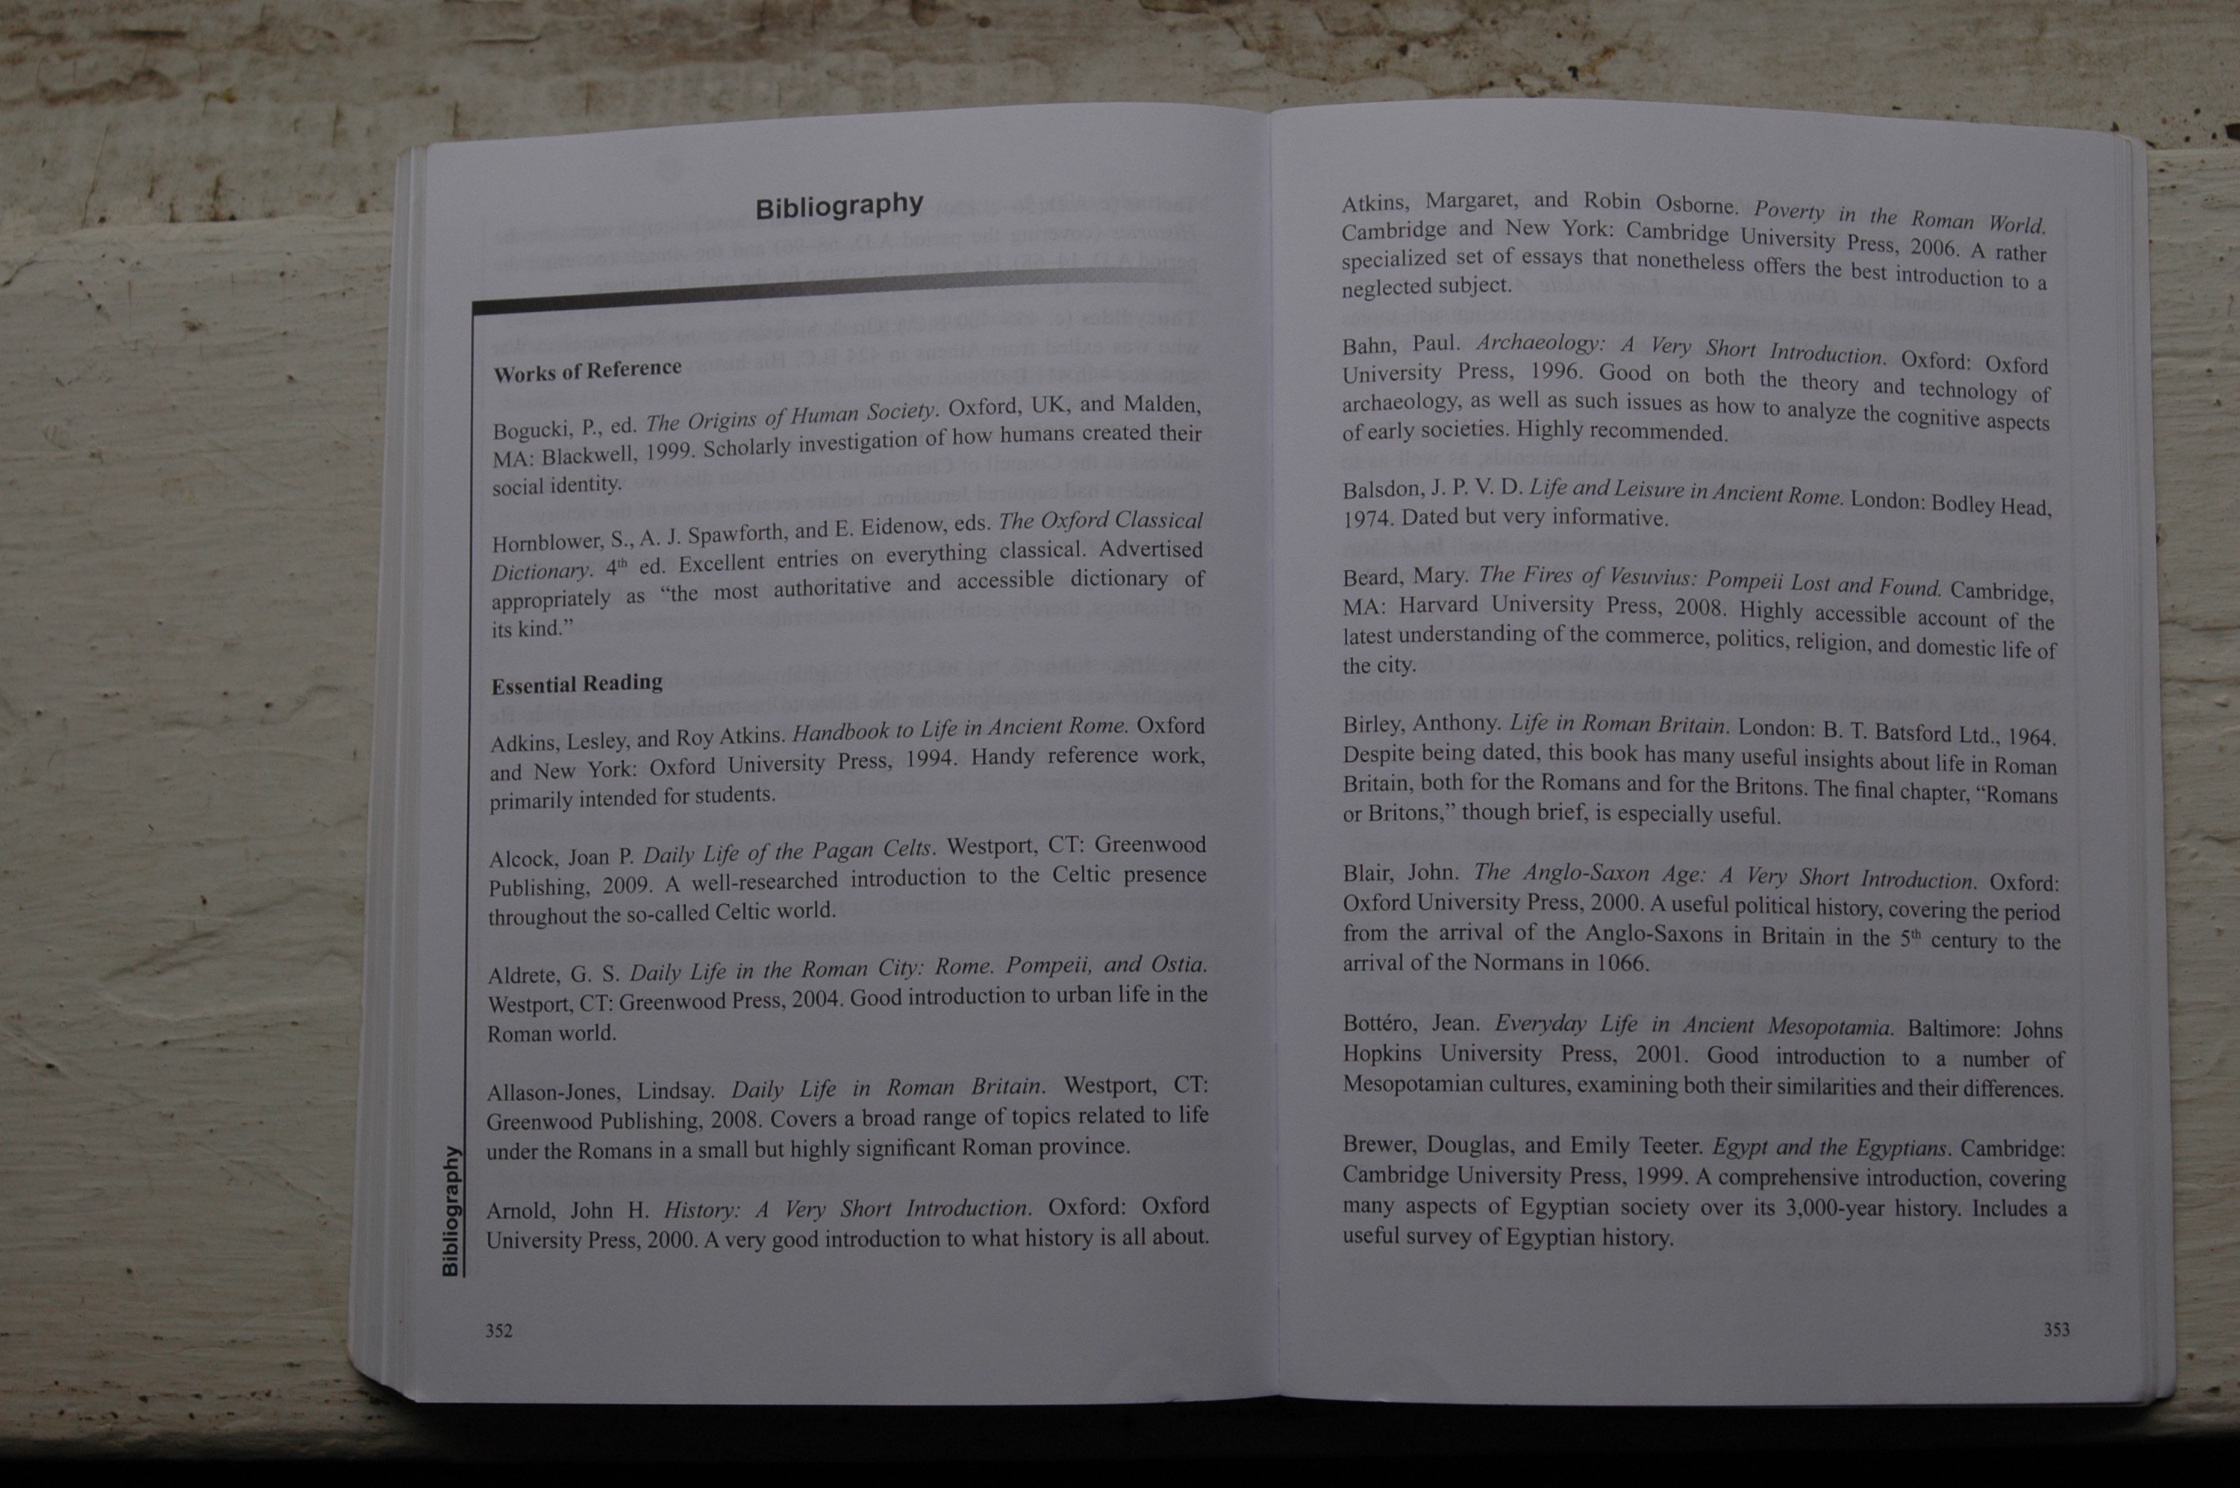 Bibliography
Works of Reference
Bogucki, P., ed. The Origins of Human Society. Oxford, UK, and Malden,
MA: Blackwell, 1999. Scholarly investigation of how humans created their
social identity.
Hornblower, S., A. J. Spawforth, and E. Eidenow, eds. The Oxford Classical
Dictionary. 4th ed. Excellent entries on everything classical. Advertised
appropriately as “the most authoritative and accessible dictionary of
its kind.”
Essential Reading
Adkins, Lesley, and Roy Atkins. Handbook to Life in Ancient Rome. Oxford
and New York: Oxford University Press, 1994. Handy reference work,
primarily intended for students.
Alcock, Joan P. Daily Life of the Pagan Celts. Westport, CT: Greenwood
Publishing, 2009. A well-researched introduction to the Celtic presence
throughout the so-called Celtic world.
Aldrete, G. S. Daily Life in the Roman City: Rome. Pompeii, and Ostia.
Westport, CT: Greenwood Press, 2004. Good introduction to urban life in the
Roman world.
Allason-Jones, Lindsay. Daily Life in Roman Britain. Westport, CT:
Greenwood Publishing, 2008. Covers a broad range of topics related to life
under the Romans in a small but highly significant Roman province.
Arnold, John H. History: A Very Short Introduction. Oxford: Oxford
University Press, 2000. A very good introduction to what history is all about.
Bibliography
352
Atkins, Margaret, and Robin Osborne. Poverty in the Roman World.
Cambridge and New York: Cambridge University Press, 2006. A rather
specialized set of essays that nonetheless offers the best introduction to a
neglected subject.
Bahn, Paul. Archaeology: A Very Short Introduction. Oxford: Oxford
University Press, 1996. Good on both the theory and technology of
archaeology, as well as such issues as how to analyze the cognitive aspects
of early societies. Highly recommended.
Balsdon, J. P. V. D. Life and Leisure in Ancient Rome. London: Bodley Head,
1974. Dated but very informative.
Beard, Mary. The Fires of Vesuvius: Pompeii Lost and Found. Cambridge,
MA: Harvard University Press, 2008. Highly accessible account of the
latest understanding of the commerce, politics, religion, and domestic life of
the city.
Birley, Anthony. Life in Roman Britain. London: B. T. Batsford Ltd., 1964.
Despite being dated, this book has many useful insights about life in Roman
Britain, both for the Romans and for the Britons. The final chapter, “Romans
or Britons,” though brief, is especially useful.
Blair, John. The Anglo-Saxon Age: A Very Short Introduction. Oxford:
Oxford University Press, 2000. A useful political history, covering the period
from the arrival of the Anglo-Saxons in Britain in the 5th century to the
arrival of the Normans in 1066.
Bottéro, Jean. Everyday Life in Ancient Mesopotamia. Baltimore: Johns
Hopkins University Press, 2001. Good introduction to a number of
Mesopotamian cultures, examining both their similarities and their differences.
Brewer, Douglas, and Emily Teeter. Egypt and the Egyptians. Cambridge:
Cambridge University Press, 1999. A comprehensive introduction, covering
many aspects of Egyptian society over its 3,000-year history. Includes a
useful survey of Egyptian history.
353